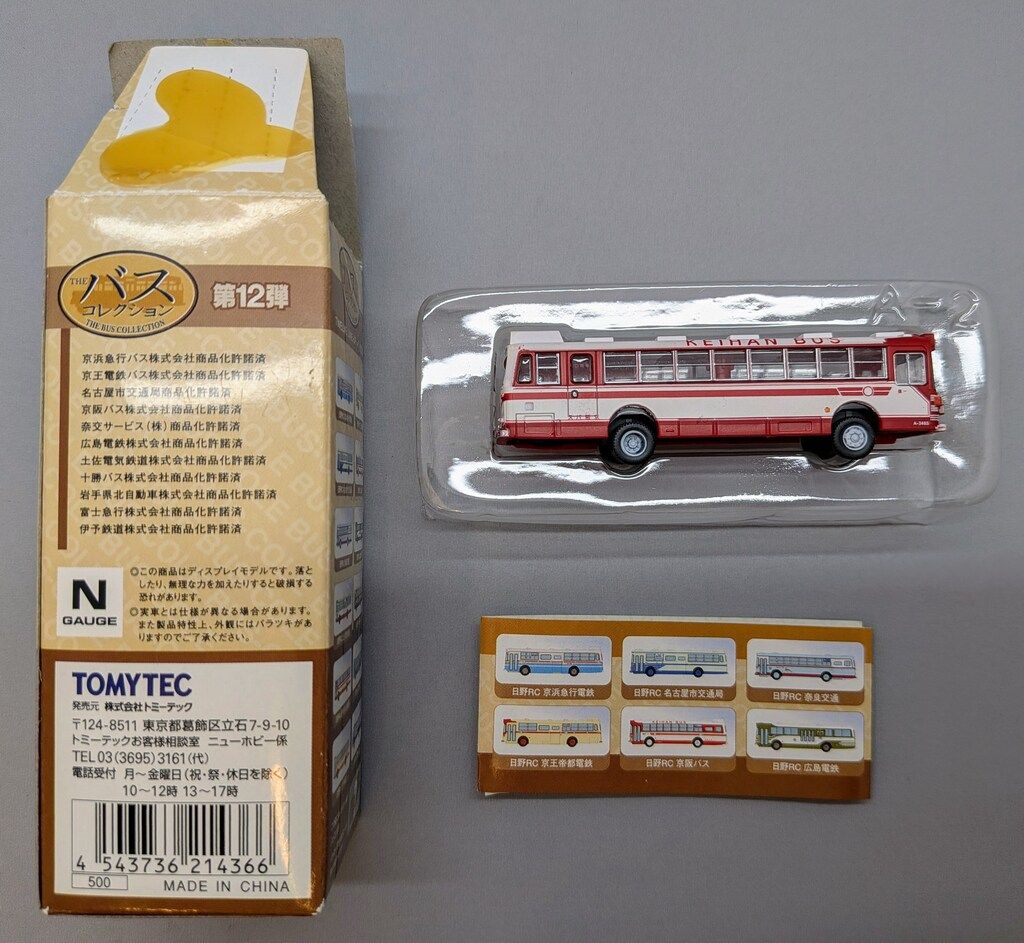 THE
バス
コレクション
THE BUS COLLECTION
第12弾
京浜急行バス株式会社商品化許諾済
京王電鉄バス株式会社商品化許諾済
名古屋市交通局商品化許諾済
京阪バス株式会社商品化許諾済
奈交サービス(株)商品化許諾済
広島電鉄株式会社商品化許諾済
土佐電気鉄道株式会社商品化許諾済
十勝バス株式会社商品化許諾済
岩手県北自動車株式会社商品化許諾済
富士急行株式会社商品化許諾済
伊予鉄道株式会社商品化許諾済
N
GAUGE
◎この商品はディスプレイモデルです。落と
したり、無理な力を加えたりすると破損する
恐れがあります。
◎実車とは仕様が異なる場合があります。
また製品特性上、外観にはバラツキがあ
りますのでご了承ください。
TOMYTEC
発売元 株式会社トミーテック
〒124-8511 東京都葛飾区立石7-9-10
トミーテックお客様相談室 ニューホビー係
TEL03(3695)3161(代)
電話受付 月~金曜日(祝・祭・休日を除く)
10~12時 13~17時
4 543736 214366
500
MADE IN CHINA
A-2
KEIHAN BUS
A-3465
日野RC 京浜急行電鉄
日野RC 名古屋市交通局
日野RC 奈良交通
日野RC 京王帝都電鉄
日野RC 京阪バス
日野RC 広島電鉄